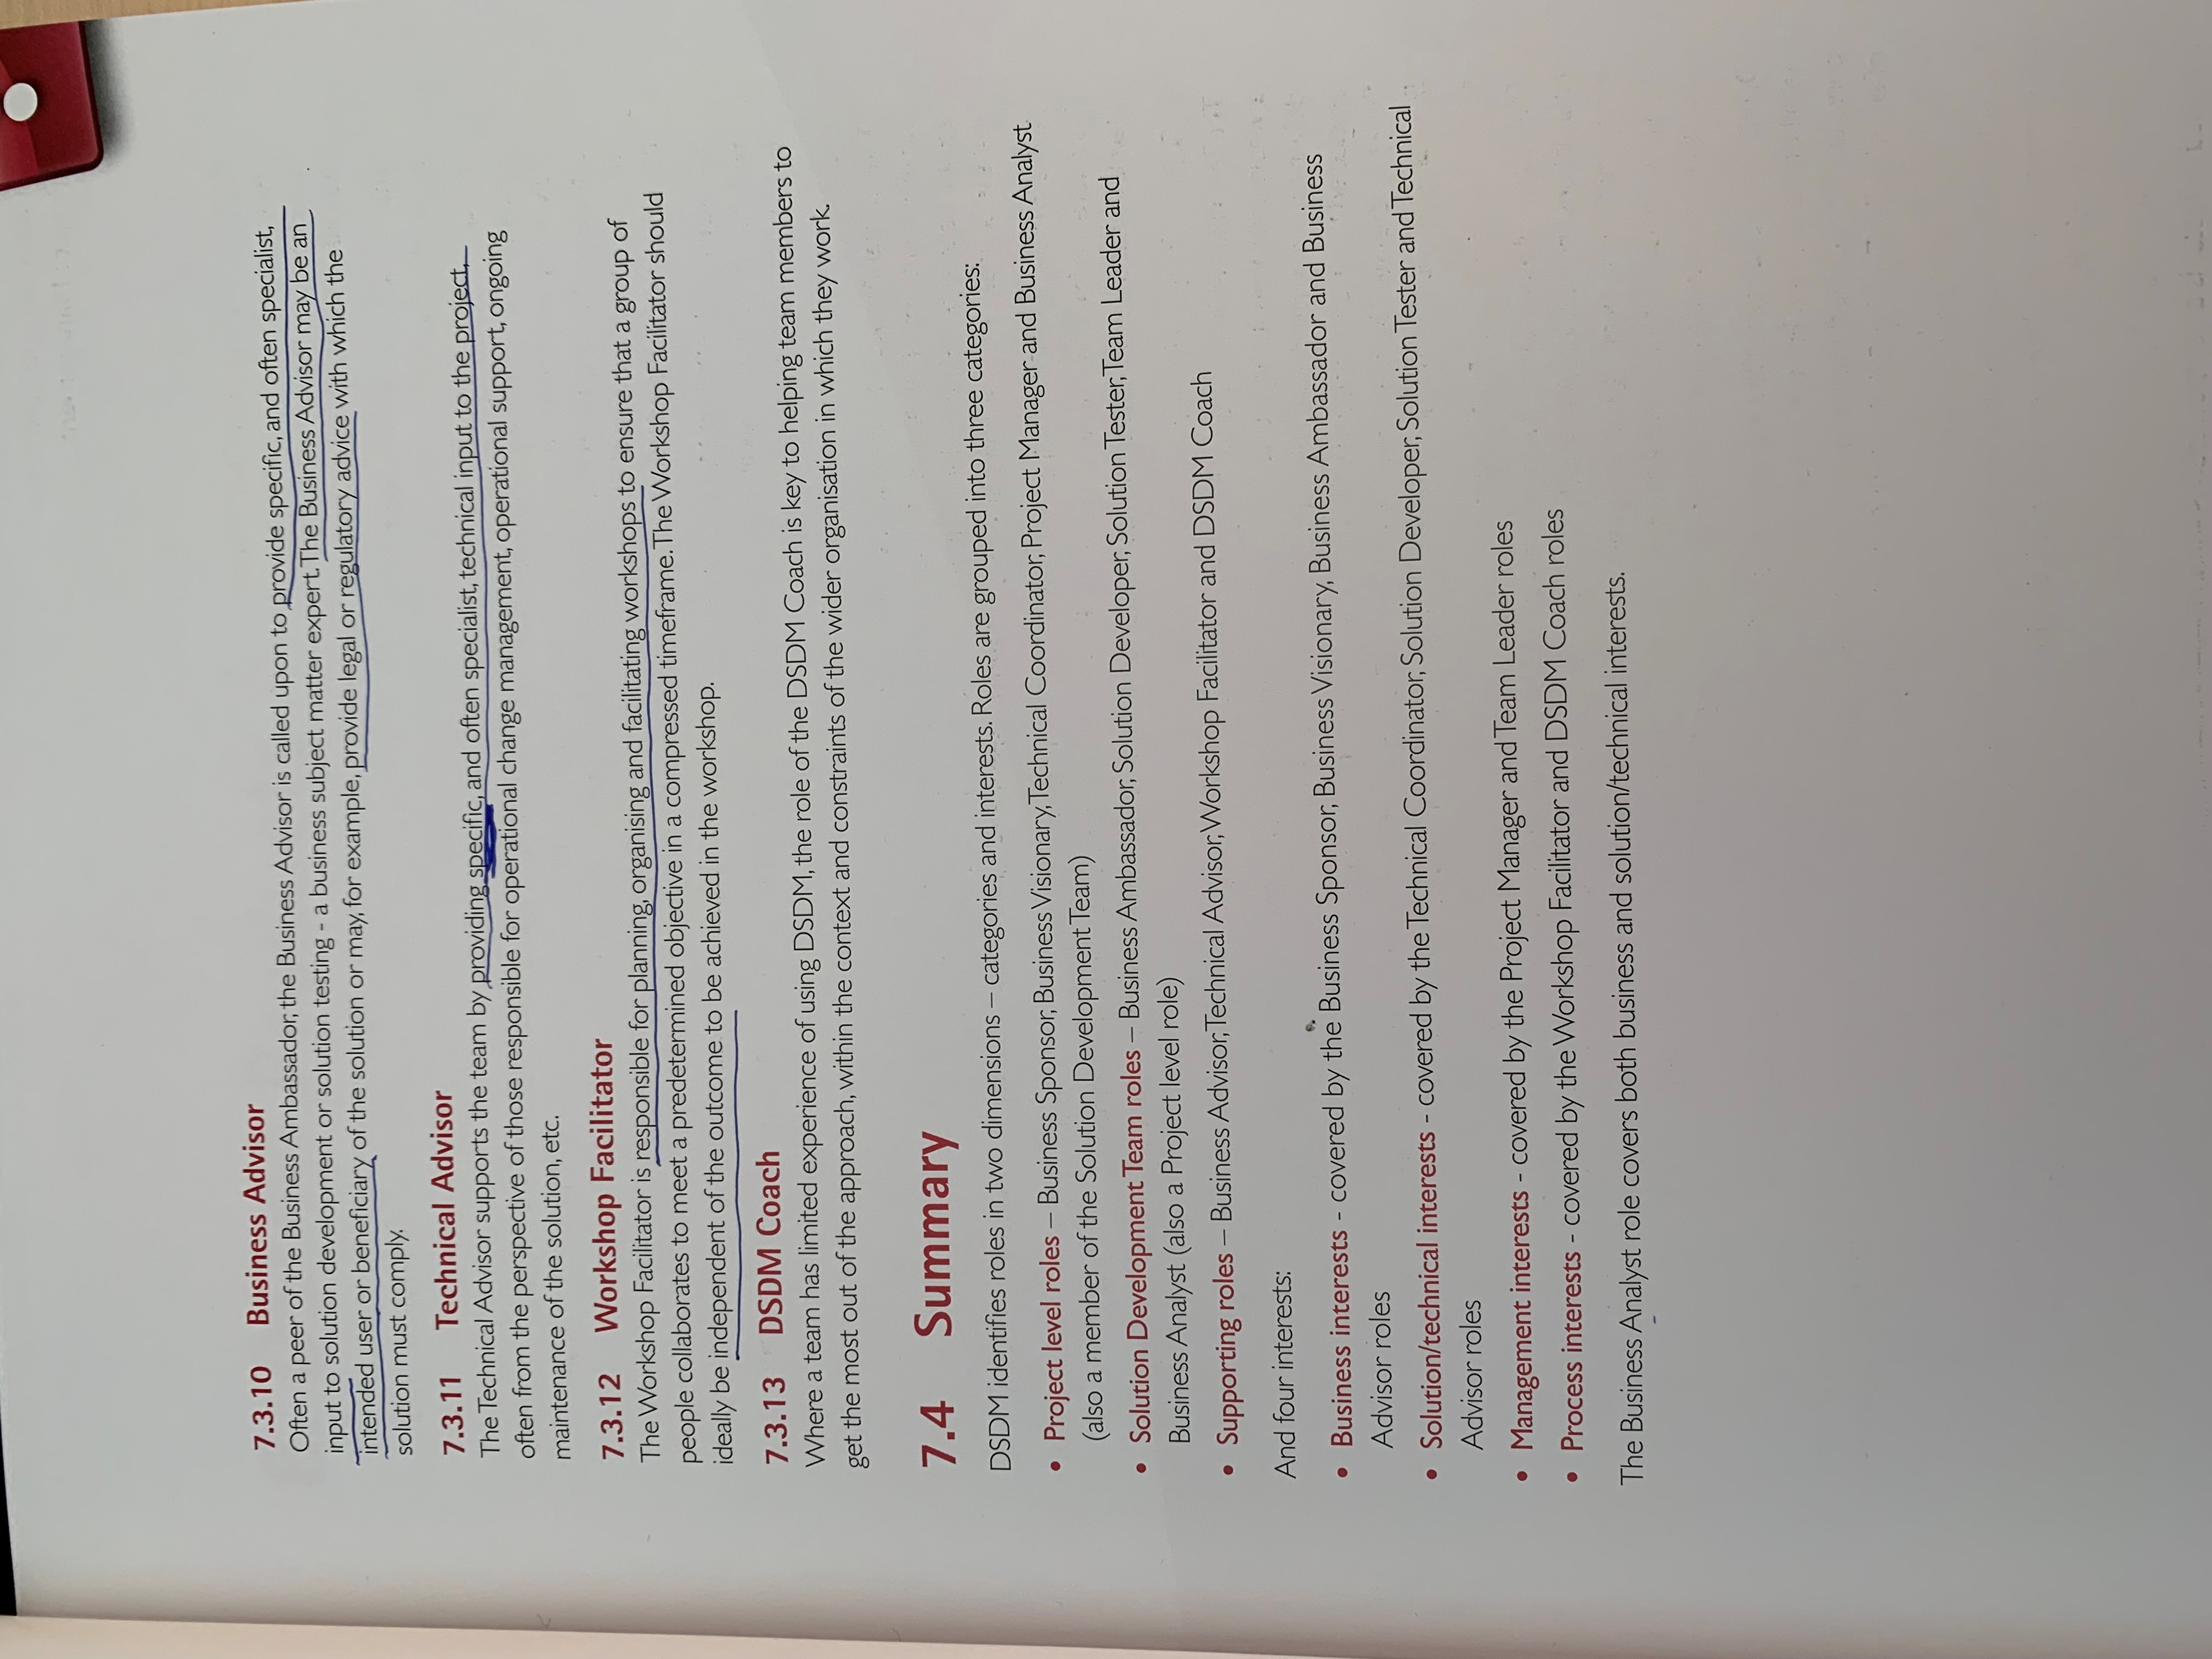 7.3.10 Business Advisor
Often a peer of the Business Ambassador, the Business Advisor is called upon to provide specific, and often specialist,
input to solution development or solution testing - a business subject matter expert. The Business Advisor may be an
intended user or beneficiary of the solution or may, for example, provide legal or regulatory advice with which the
solution must comply.
7.3.11 Technical Advisor
The Technical Advisor supports the team by providing specific, and often specialist, technical input to the project,
often from the perspective of those responsible for operational change management, operational support, ongoing
maintenance of the solution, etc.
7.3.12 Workshop Facilitator
The Workshop Facilitator is responsible for planning, organising and facilitating workshops to ensure that a group of
people collaborates to meet a predetermined objective in a compressed timeframe. The Workshop Facilitator should
ideally be independent of the outcome to be achieved in the workshop.
7.3.13 DSDM Coach
Where a team has limited experience of using DSDM, the role of the DSDM Coach is key to helping team members to
get the most out of the approach, within the context and constraints of the wider organisation in which they work.
7.4 Summary
DSDM identifies roles in two dimensions – categories and interests. Roles are grouped into three categories:
• Project level roles – Business Sponsor, Business Visionary, Technical Coordinator, Project Manager and Business Analyst
(also a member of the Solution Development Team)
• Solution Development Team roles – Business Ambassador, Solution Developer, Solution Tester, Team Leader and
Business Analyst (also a Project level role)
• Supporting roles – Business Advisor, Technical Advisor, Workshop Facilitator and DSDM Coach
And four interests:
• Business interests - covered by the Business Sponsor, Business Visionary, Business Ambassador and Business
Advisor roles
• Solution/technical interests - covered by the Technical Coordinator, Solution Developer, Solution Tester and Technical
Advisor roles
• Management interests - covered by the Project Manager and Team Leader roles
• Process interests - covered by the Workshop Facilitator and DSDM Coach roles
The Business Analyst role covers both business and solution/technical interests.